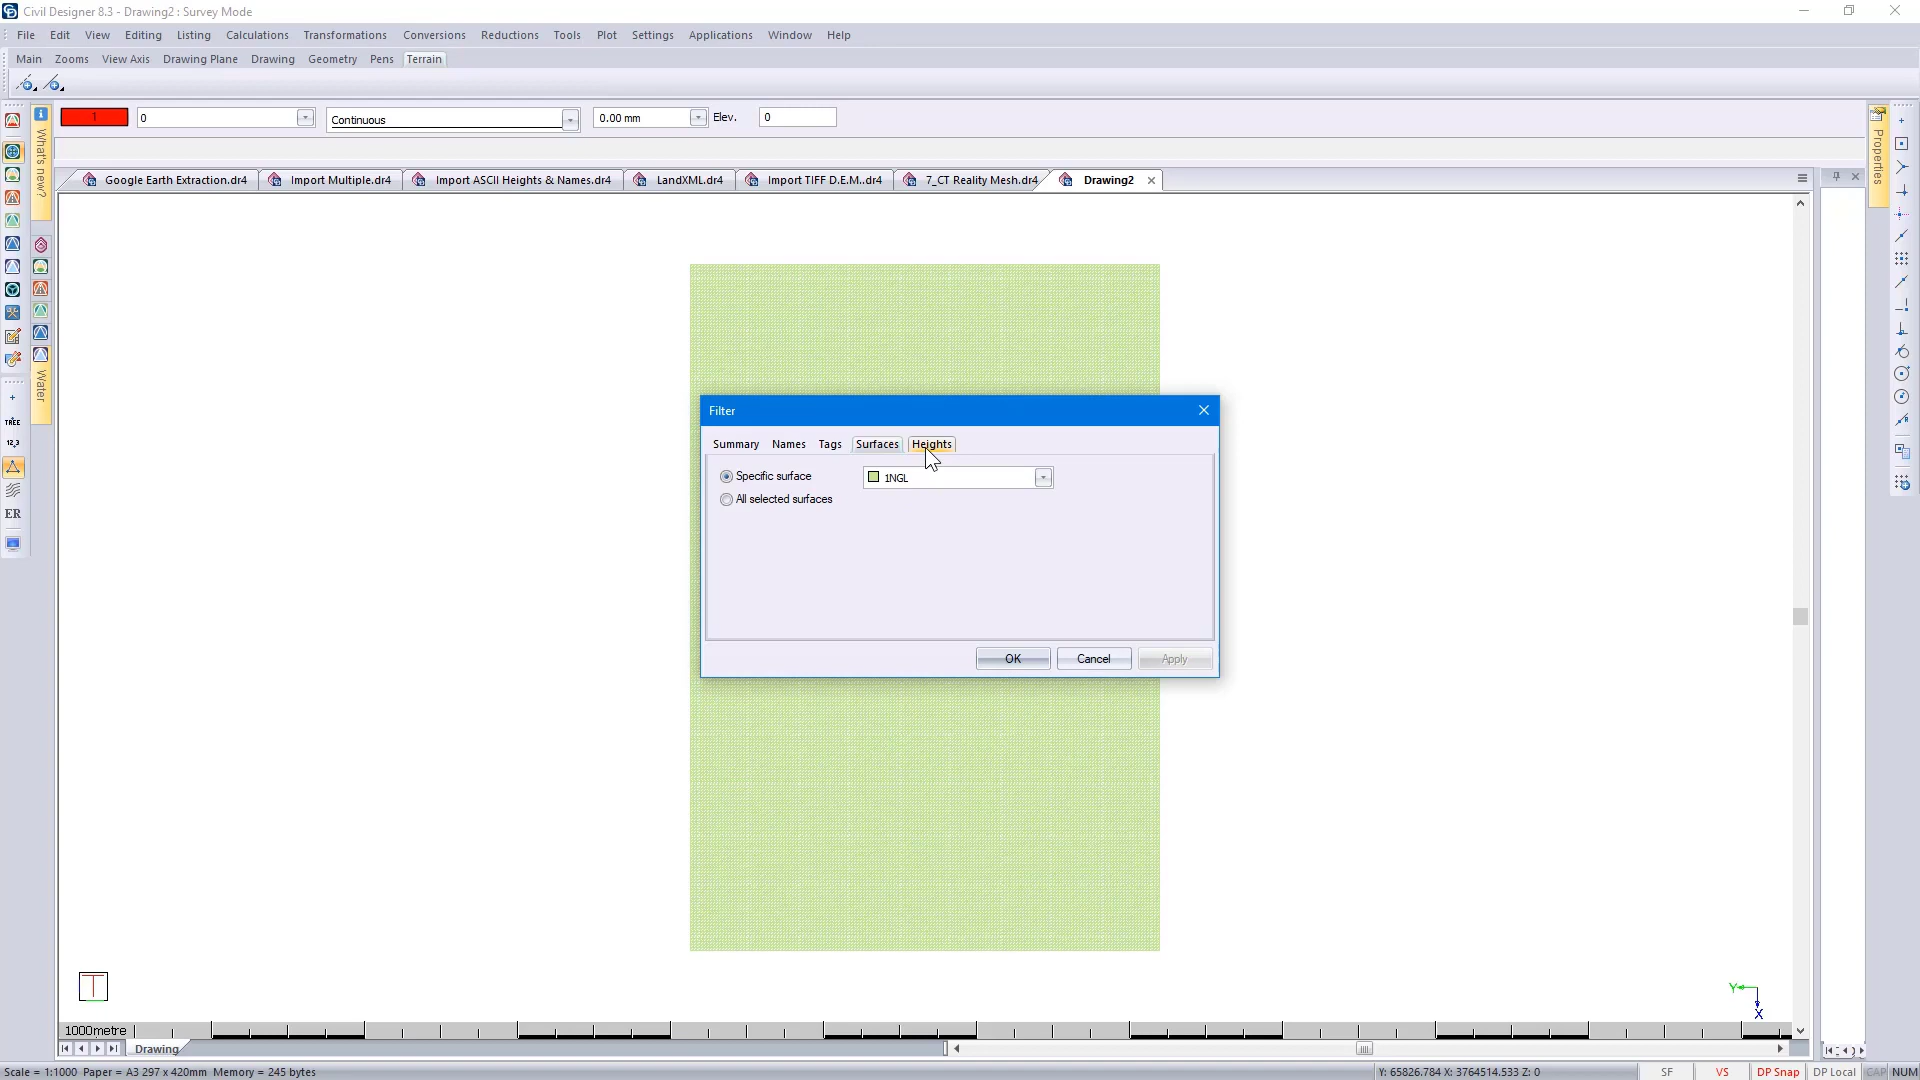 Civil Designer 8.3 - Drawing2 : Survey Mode
File Edit View Editing Listing Calculations Transformations Conversions Reductions Tools Plot Settings Applications Window Help
Main Zooms View Axis Drawing Plane Drawing Geometry Pens Terrain
1 0 Continuous 0.00 mm Elev. 0
What's new?
Properties
Google Earth Extraction.dr4 Import Multiple.dr4 Import ASCII Heights & Names.dr4 LandXML.dr4 Import TIFF D.E.M..dr4 7_CT Reality Mesh.dr4 Drawing2
Water
TREE
12,3
ER
Filter
Summary Names Tags Surfaces Heights
Specific surface 1NGL
All selected surfaces
OK Cancel Apply
T
Y
X
1000metre
Drawing
Scale = 1:1000 Paper = A3 297 x 420mm Memory = 245 bytes Y: 65826.784 X: 3764514.533 Z: 0 SF VS DP Snap DP Local CAP NUM